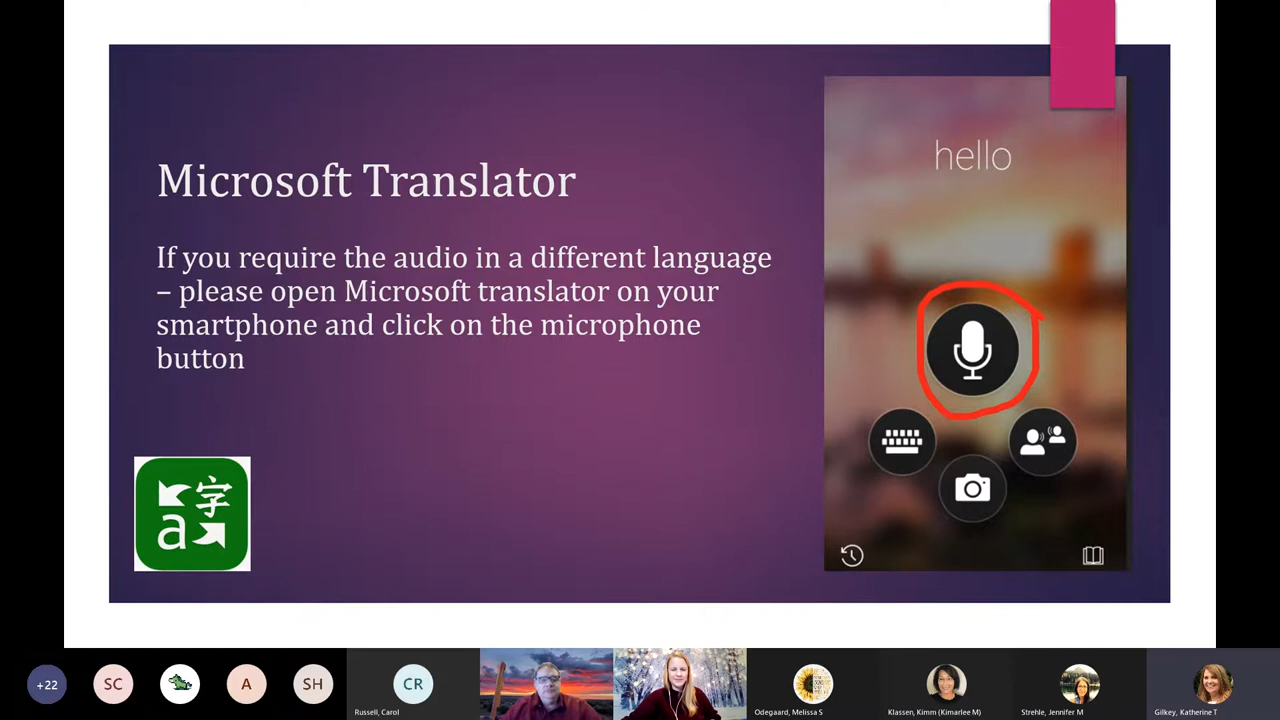 hello
Microsoft Translator
If you require the audio in a different language
– please open Microsoft translator on your
smartphone and click on the microphone
button
字
a
+22
SC
A
SH
CR
Russell, Carol
Odegaard, Melissa S
Klassen, Kimm (Kimarlee M)
Strehle, Jennifer M
Gilkey, Katherine T